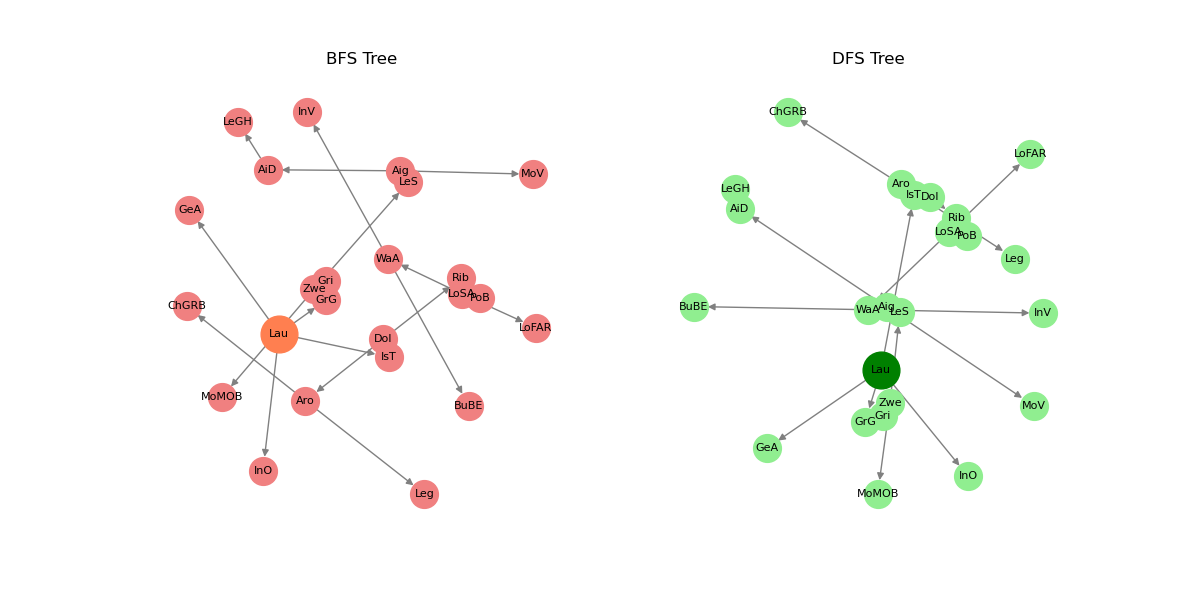 BFS Tree
InV
LeGH
AiD
Aig
MoV
LeS
GeA
WaA
Rib
Gri
Zwe
LoSA
PoB
GrG
ChGRB
LoFAR
Lau
Dol
IsT
MoMOB
Aro
BuBE
InO
Leg
DFS Tree
ChGRB
LoFAR
Aro
LeGH
IsT
Dol
AiD
Rib
LoSA
PoB
Leg
BuBE
Aig
WaA
LeS
InV
Lau
Zwe
MoV
Gri
GrG
GeA
InO
MoMOB